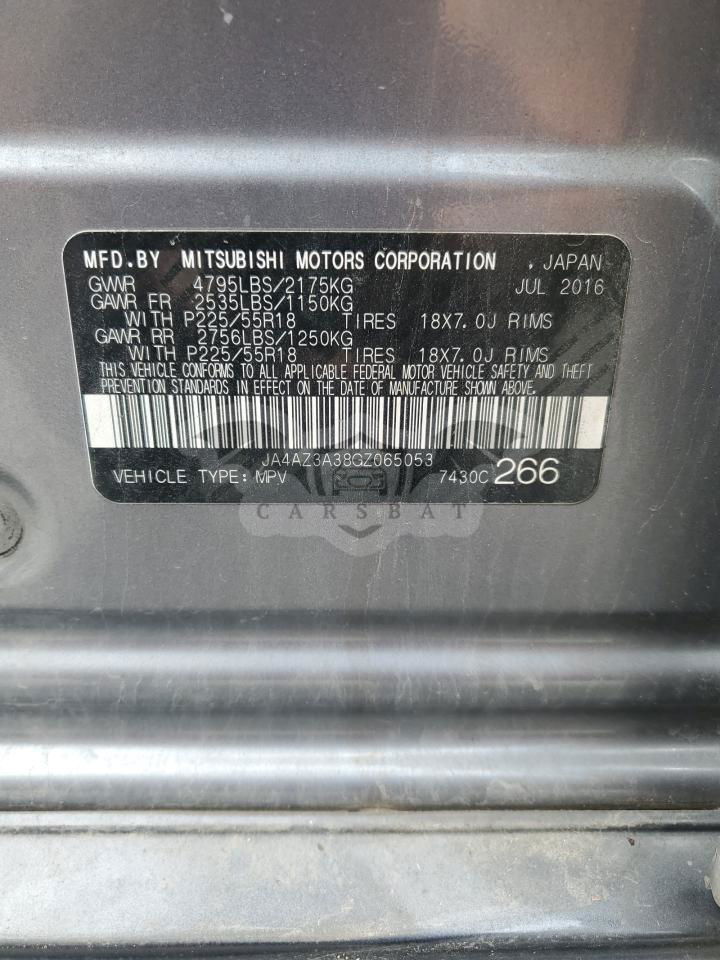 MFD.BY MITSUBISHI MOTORS CORPORATION . JAPAN
GVWR 4795LBS/2175KG JUL 2016
GAWR FR 2535LBS/1150KG
WITH P225/55R18 TIRES 18X7.0J RIMS
GAWR RR 2756LBS/1250KG
WITH P225/55R18 TIRES 18X7.0J RIMS
THIS VEHICLE CONFORMS TO ALL APPLICABLE FEDERAL MOTOR VEHICLE SAFETY AND THEFT
PREVENTION STANDARDS IN EFFECT ON THE DATE OF MANUFACTURE SHOWN ABOVE.
JA4AZ3A38GZ065053
VEHICLE TYPE: MPV 7430C 266
CARSBAT